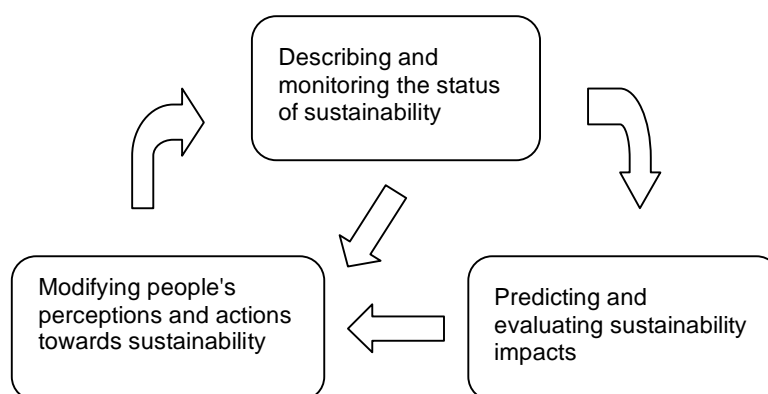 Describing and
monitoring the status
of sustainability
Modifying people's
perceptions and actions
towards sustainability
Predicting and
evaluating sustainability
impacts